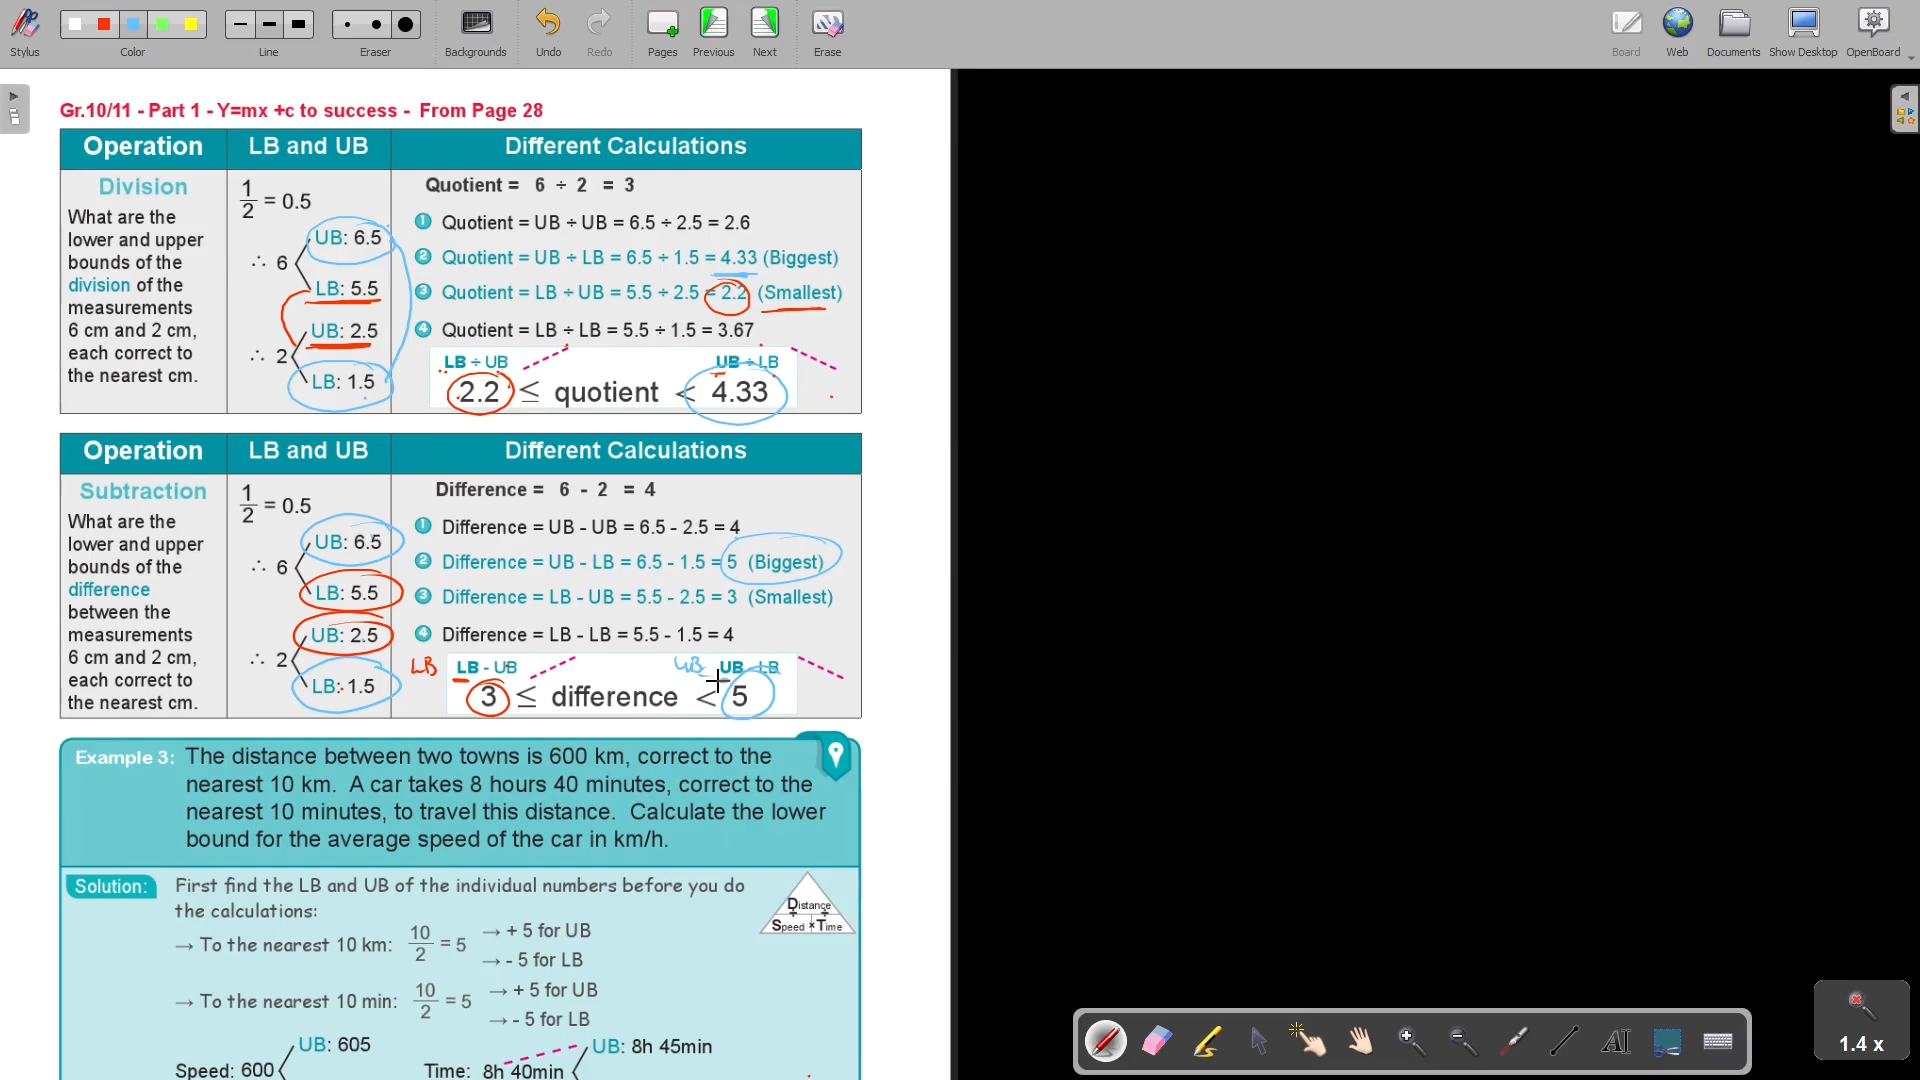 Stylus
Color
Line
Eraser
Backgrounds
Undo
Redo
Pages
Previous
Next
Erase
Board
Web
Documents
Show Desktop
OpenBoard
Gr.10/11 - Part 1 - Y=mx +c to success - From Page 28
Operation LB and UB Different Calculations
Division
What are the
lower and upper
bounds of the
division of the
measurements
6 cm and 2 cm,
each correct to
the nearest cm.
1/2 = 0.5
UB: 6.5
∴ 6
LB: 5.5
UB: 2.5
∴ 2
LB: 1.5
Quotient = 6 ÷ 2 = 3
1 Quotient = UB ÷ UB = 6.5 ÷ 2.5 = 2.6
2 Quotient = UB ÷ LB = 6.5 ÷ 1.5 = 4.33 (Biggest)
3 Quotient = LB ÷ UB = 5.5 ÷ 2.5 = 2.2 (Smallest)
4 Quotient = LB ÷ LB = 5.5 ÷ 1.5 = 3.67
LB ÷ UB UB ÷ LB
2.2 ≤ quotient < 4.33
Operation LB and UB Different Calculations
Subtraction
What are the
lower and upper
bounds of the
difference
between the
measurements
6 cm and 2 cm,
each correct to
the nearest cm.
1/2 = 0.5
UB: 6.5
∴ 6
LB: 5.5
UB: 2.5
∴ 2
LB: 1.5
Difference = 6 - 2 = 4
1 Difference = UB - UB = 6.5 - 2.5 = 4
2 Difference = UB - LB = 6.5 - 1.5 = 5 (Biggest)
3 Difference = LB - UB = 5.5 - 2.5 = 3 (Smallest)
4 Difference = LB - LB = 5.5 - 1.5 = 4
LB LB - UB UB UB - LB
3 ≤ difference < 5
Example 3: The distance between two towns is 600 km, correct to the
nearest 10 km. A car takes 8 hours 40 minutes, correct to the
nearest 10 minutes, to travel this distance. Calculate the lower
bound for the average speed of the car in km/h.
Solution: First find the LB and UB of the individual numbers before you do
the calculations:
Distance
÷ ÷
Speed × Time
→ To the nearest 10 km: 10/2 = 5 → + 5 for UB
→ - 5 for LB
→ To the nearest 10 min: 10/2 = 5 → + 5 for UB
→ - 5 for LB
UB: 605 UB: 8h 45min
Speed: 600 Time: 8h 40min
1.4 x